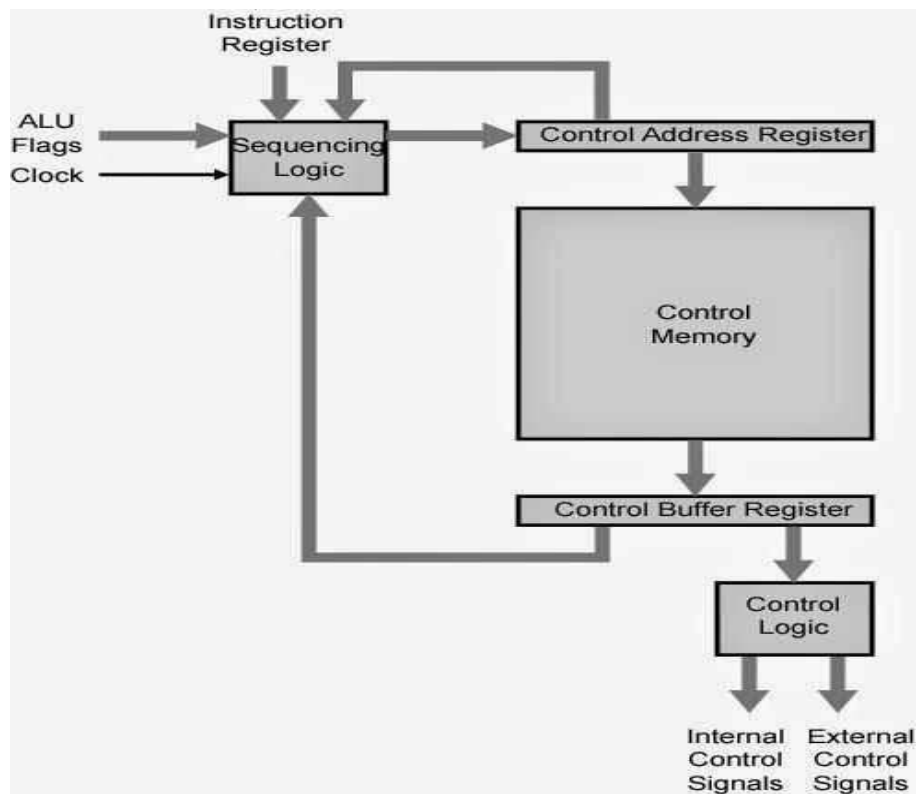 Instruction
Register
ALU
Flags
Clock
Sequencing
Logic
Control Address Register
Control
Memory
Control Buffer Register
Control
Logic
Internal
Control
Signals
External
Control
Signals